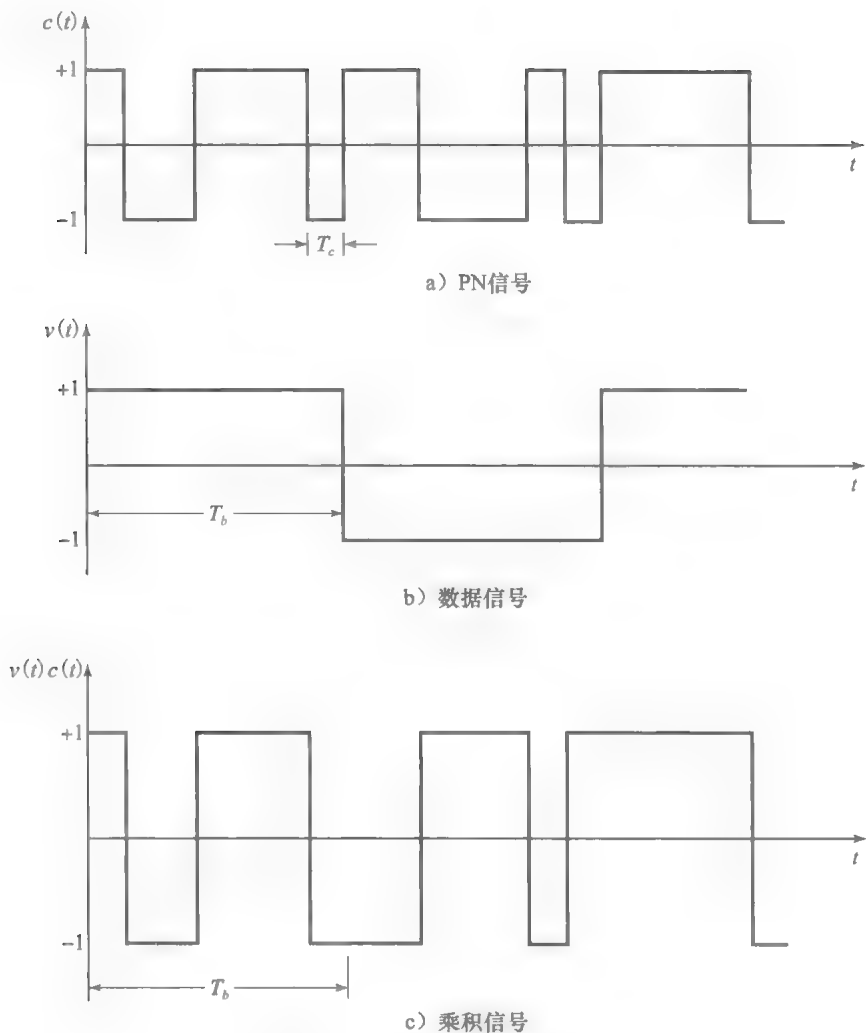 c(t)
+1
t
-1
T_c
a）PN信号
v(t)
+1
t
T_b
-1
b）数据信号
v(t)c(t)
+1
t
-1
T_b
c）乘积信号